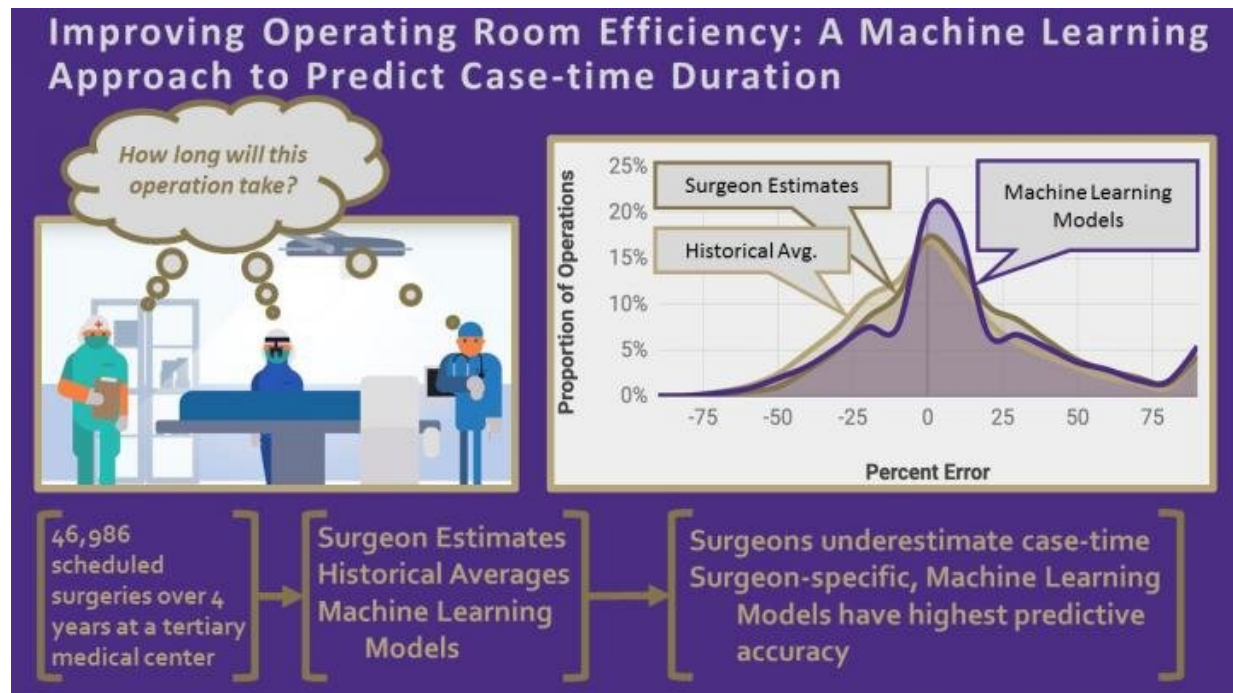 Improving Operating Room Efficiency: A Machine Learning
Approach to Predict Case-time Duration
How long will this
operation take?
25%
20%
15%
10%
5%
0%
Proportion of Operations
Surgeon Estimates
Historical Avg.
Machine Learning
Models
-75
-50
-25
0
25
50
75
Percent Error
46,986
scheduled
surgeries over 4
years at a tertiary
medical center
Surgeon Estimates
Historical Averages
Machine Learning
Models
Surgeons underestimate case-time
Surgeon-specific, Machine Learning
Models have highest predictive
accuracy